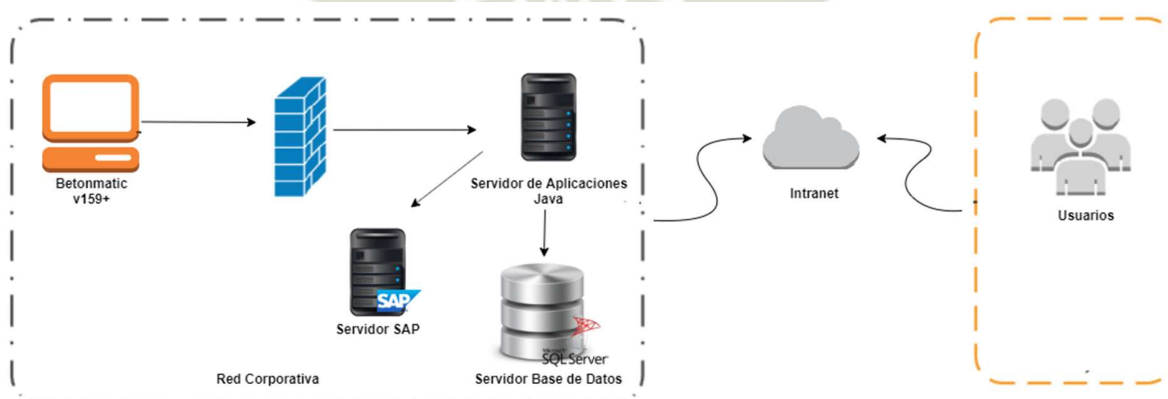 Betonmatic
v159+
Servidor de Aplicaciones
Java
Intranet
Usuarios
SAP
Servidor SAP
Microsoft
SQL Server
Red Corporativa
Servidor Base de Datos